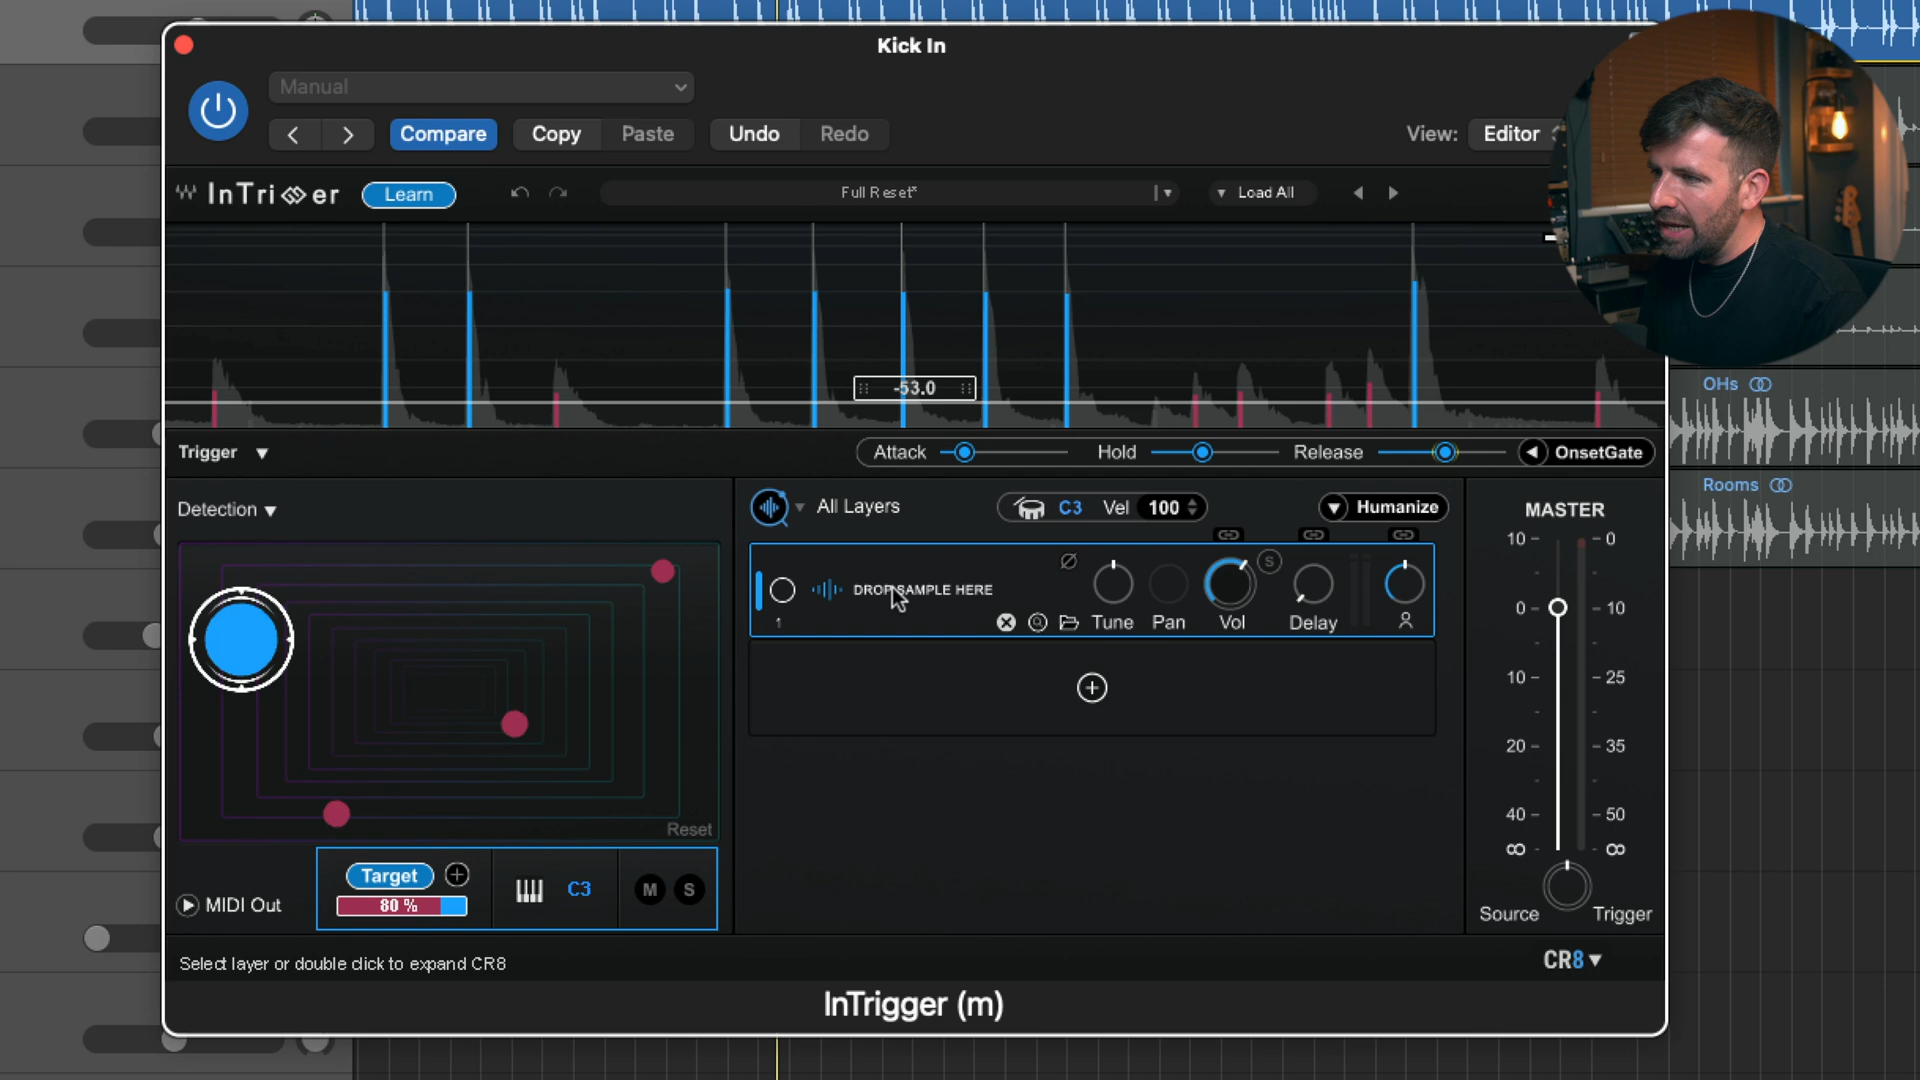 Kick In
Manual
Compare
Copy
Paste
Undo
Redo
View:
Editor
InTrigger
Learn
Full Reset*
Load All
-53.0
Trigger
Attack
Hold
Release
OnsetGate
OHs
Rooms
Detection
All Layers
C3
Vel
100
Humanize
MASTER
10
0
DROP SAMPLE HERE
S
1
Tune
Pan
Vol
Delay
0
10
10
25
20
35
40
50
∞
∞
Reset
MIDI Out
Target
80 %
C3
M
S
Source
Trigger
Select layer or double click to expand CR8
CR8
InTrigger (m)